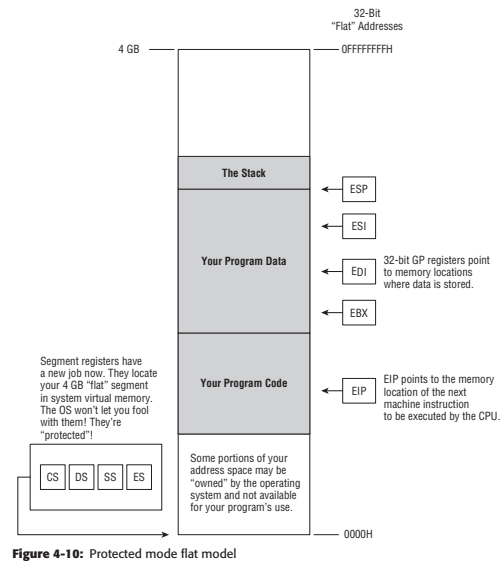 32-Bit
"Flat" Addresses
4 GB
0FFFFFFFFH
The Stack
ESP
ESI
Your Program Data
EDI
32-bit GP registers point
to memory locations
where data is stored.
EBX
Segment registers have
a new job now. They locate
your 4 GB "flat" segment
in system virtual memory.
The OS won't let you fool
with them! They're
"protected"!
Your Program Code
EIP
EIP points to the memory
location of the next
machine instruction
to be executed by the CPU.
CS DS SS ES
Some portions of your
address space may be
"owned" by the operating
system and not available
for your program's use.
0000H
Figure 4-10: Protected mode flat model